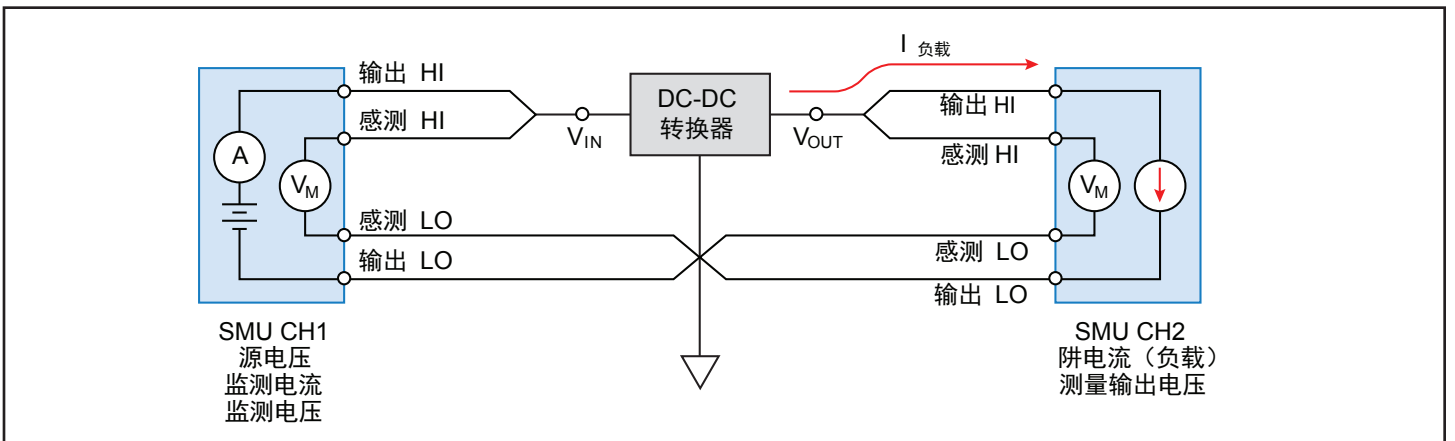 I 负载
输出 HI
感测 HI
A
V_M
V_IN
DC-DC
转换器
V_OUT
输出 HI
感测 HI
V_M
感测 LO
输出 LO
感测 LO
输出 LO
SMU CH1
源电压
监测电流
监测电压
SMU CH2
阱电流（负载）
测量输出电压